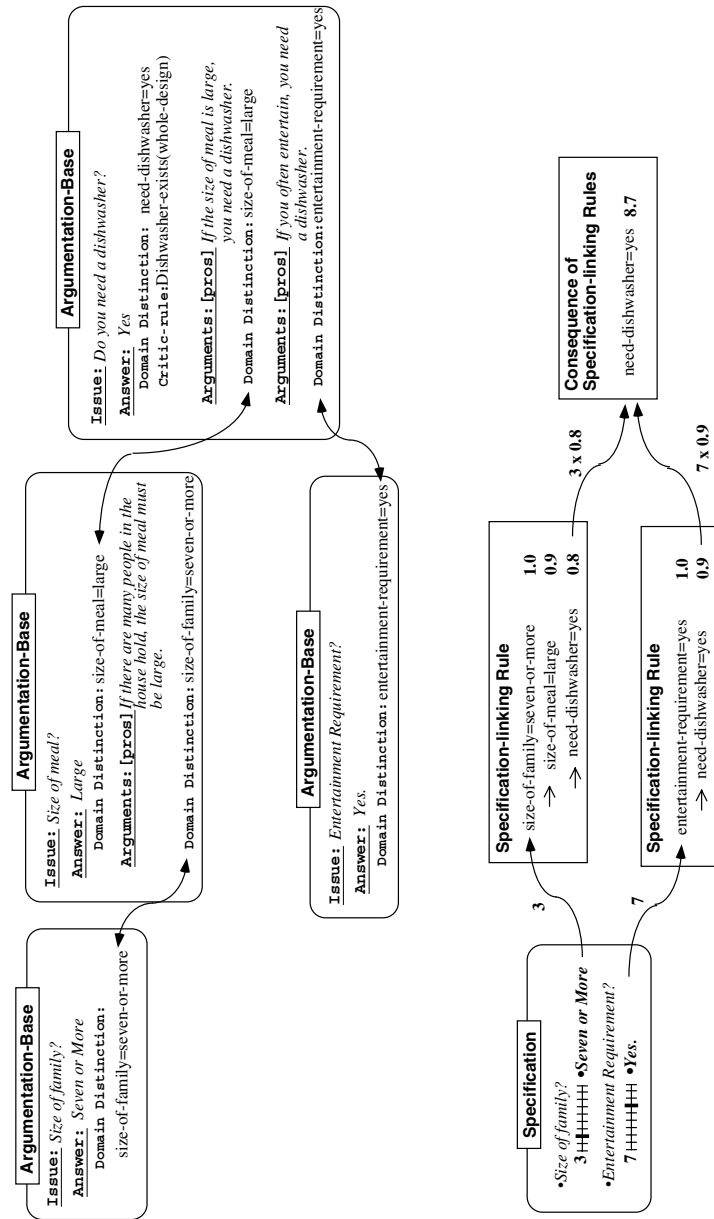 Argumentation-Base
Issue: Size of family?
Answer: Seven or More
Domain Distinction:
size-of-family=seven-or-more
Argumentation-Base
Issue: Size of meal?
Answer: Large
Domain Distinction: size-of-meal=large
Arguments:[pros] If there are many people in the
house hold, the size of meal must
be large.
Domain Distinction: size-of-family=seven-or-more
Argumentation-Base
Issue: Do you need a dishwasher?
Answer: Yes
Domain Distinction: need-dishwasher=yes
Critic-rule:Dishwasher-exists(whole-design)
Arguments:[pros] If the size of meal is large,
you need a dishwasher.
Domain Distinction: size-of-meal=large
Arguments:[pros] If you often entertain, you need
a dishwasher.
Domain Distinction:entertainment-requirement=yes
Argumentation-Base
Issue: Entertainment Requirement?
Answer: Yes.
Domain Distinction: entertainment-requirement=yes
Specification
•Size of family?
3 •Seven or More
•Entertainment Requirement?
7 •Yes.
3
7
Specification-linking Rule
size-of-family=seven-or-more 1.0
→ size-of-meal=large 0.9
→ need-dishwasher=yes 0.8
Specification-linking Rule
entertainment-requirement=yes 1.0
→ need-dishwasher=yes 0.9
3 x 0.8
7 x 0.9
Consequence of
Specification-linking Rules
need-dishwasher=yes 8.7